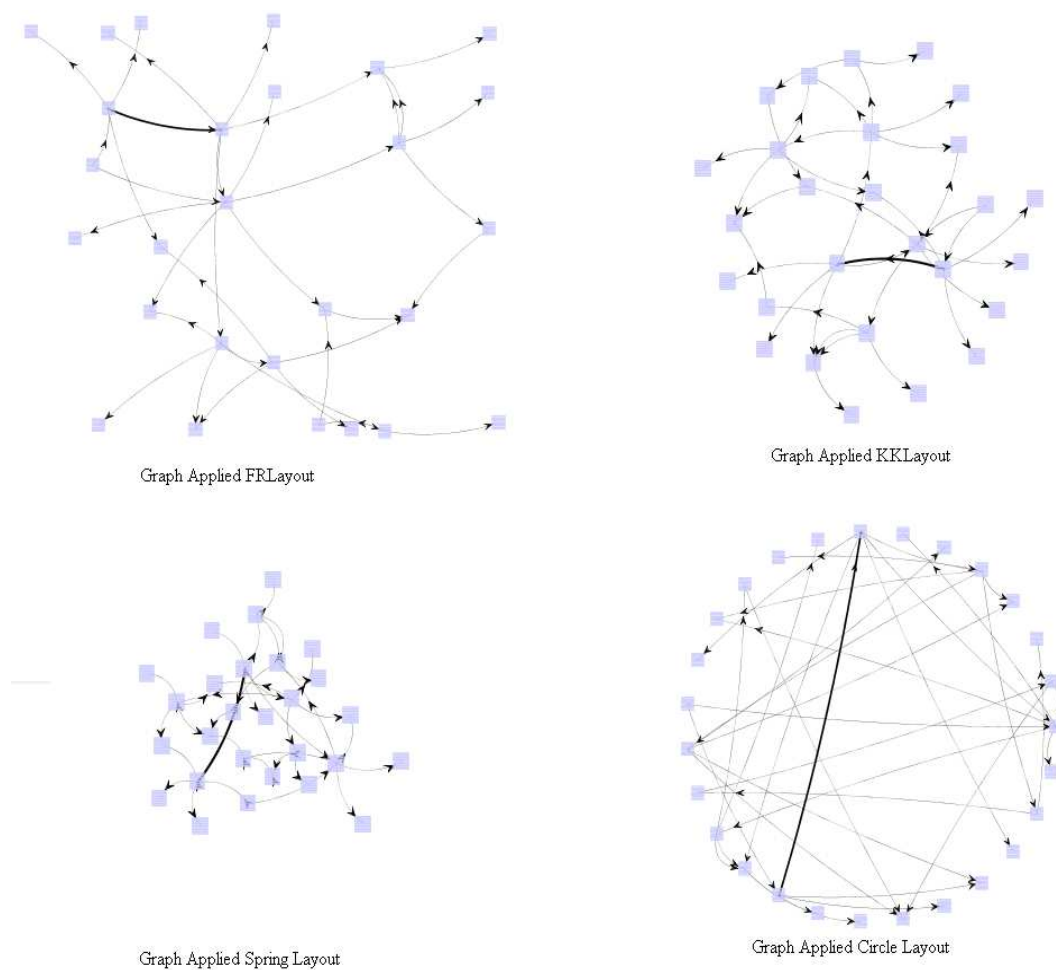 Graph Applied FRLayout
Graph Applied KKLayout
Graph Applied Spring Layout
Graph Applied Circle Layout